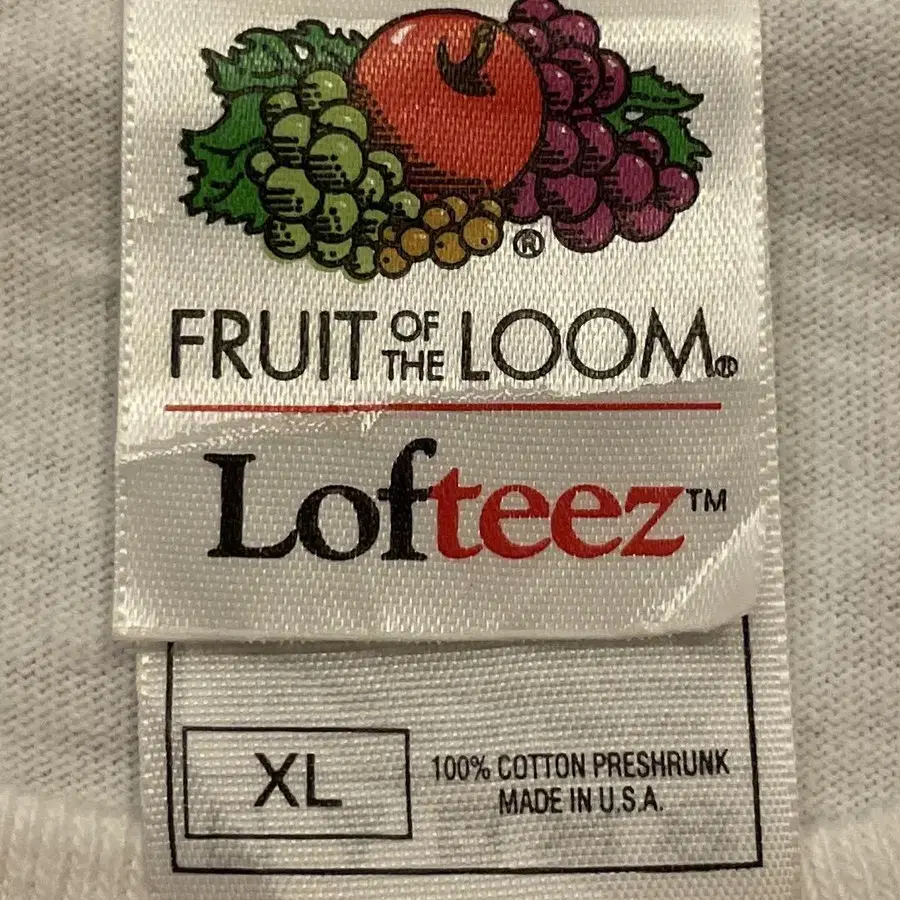 ®
FRUIT OF THE LOOM®
Lofteez™
XL
100% COTTON PRESHRUNK
MADE IN U.S.A.